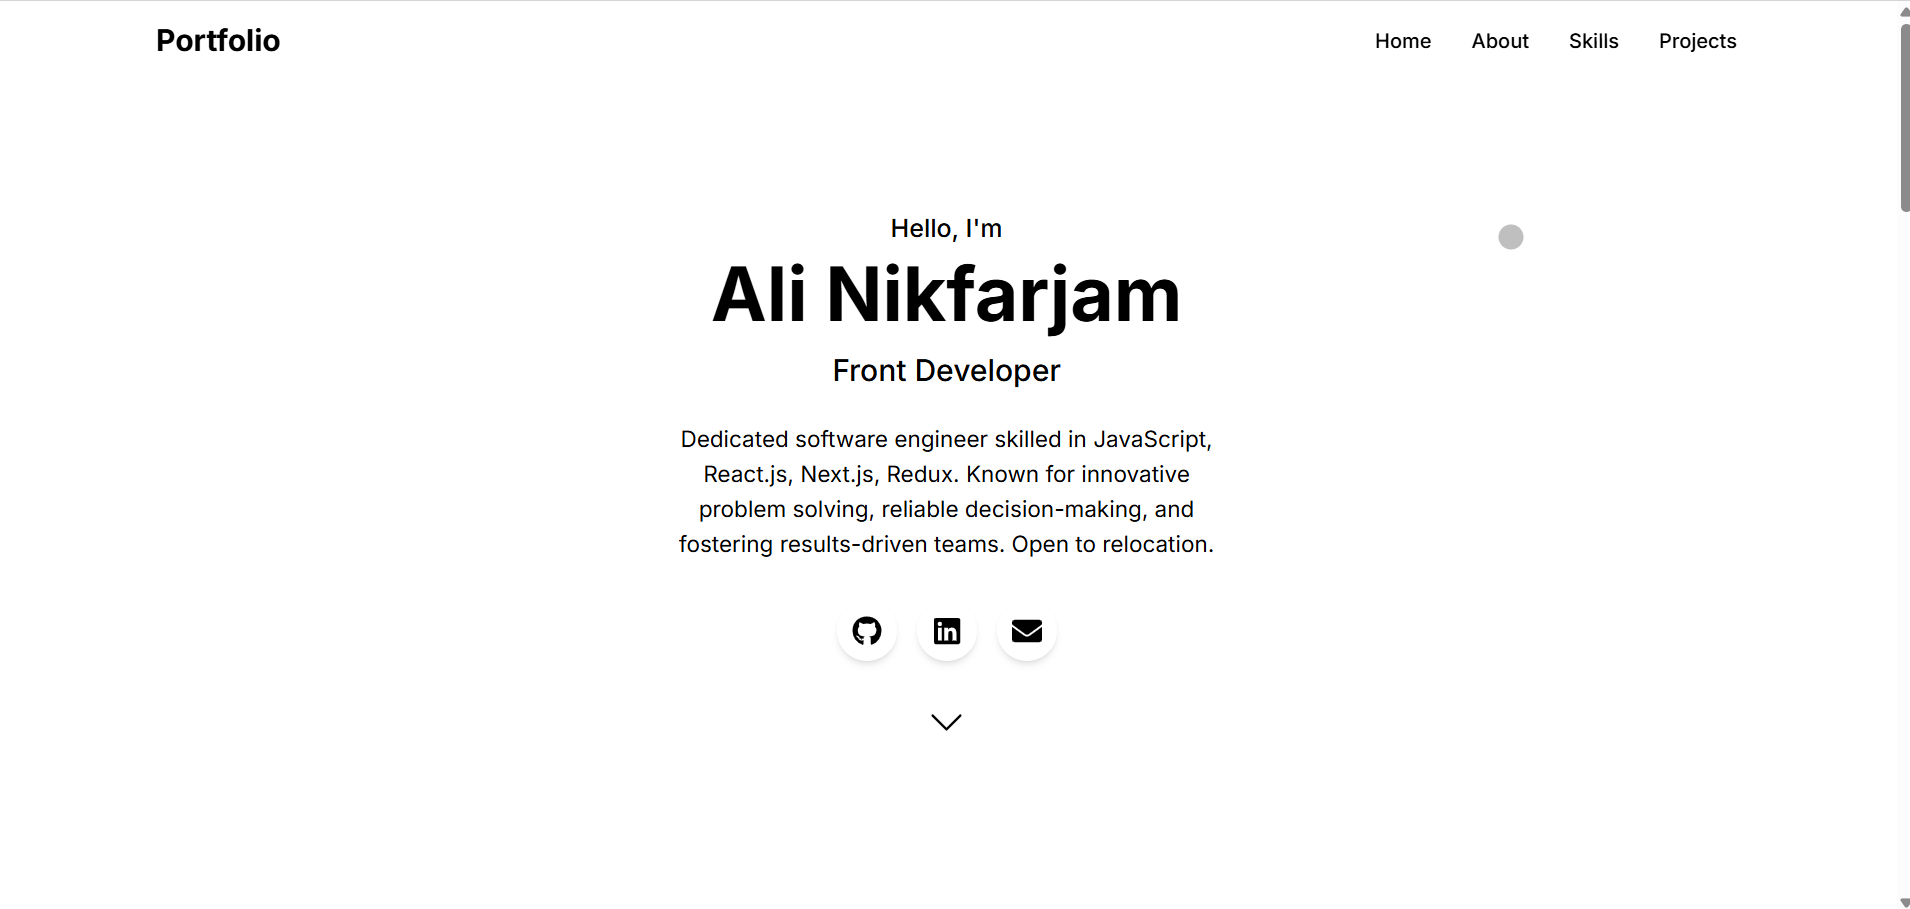 Portfolio
Home About Skills Projects
Hello, I'm
Ali Nikfarjam
Front Developer
Dedicated software engineer skilled in JavaScript,
React.js, Next.js, Redux. Known for innovative
problem solving, reliable decision-making, and
fostering results-driven teams. Open to relocation.
in